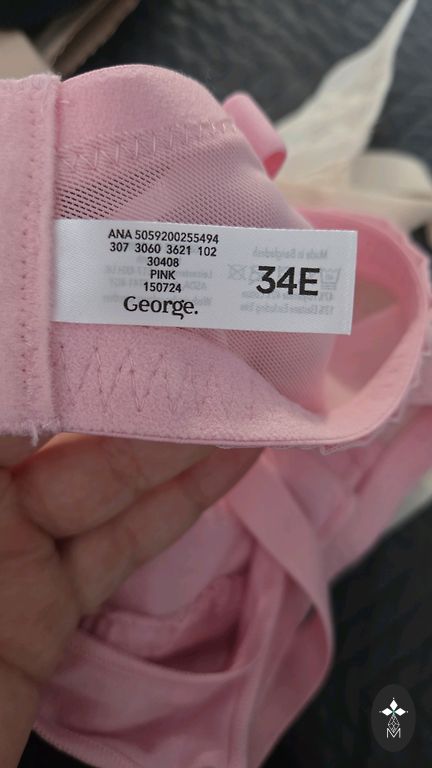 ANA 5059200255494
307 3060 3621 102
30408
PINK
150724
George.
34E
Made in Bangladesh